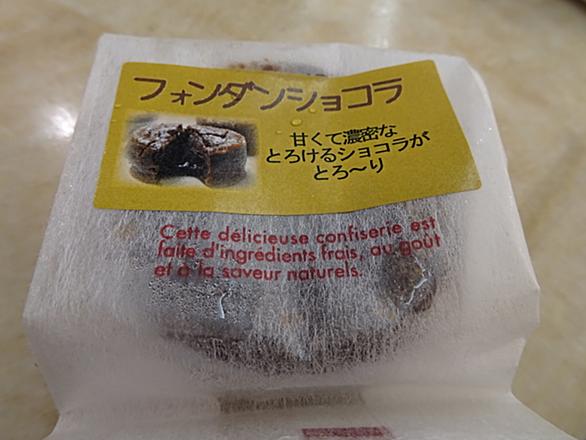 フォンダンショコラ
甘くて濃密な
とろけるショコラが
とろ～り
Cette délicieuse confiserie est
faite d'ingrédients frais, au goût
et à la saveur naturels.